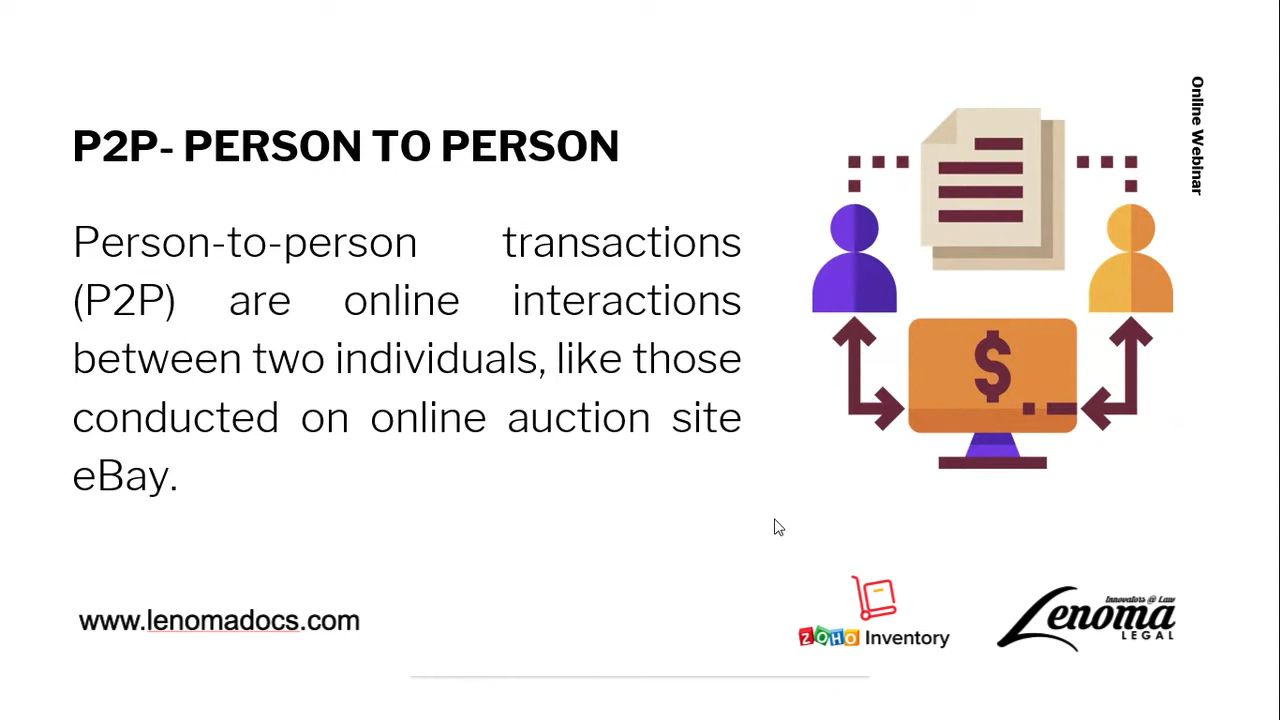 Online Webinar
P2P- PERSON TO PERSON
Person-to-person transactions
(P2P) are online interactions
between two individuals, like those
conducted on online auction site
eBay.
$
www.lenomadocs.com
ZOHO Inventory
Innovators @ Law
Lenoma
LEGAL